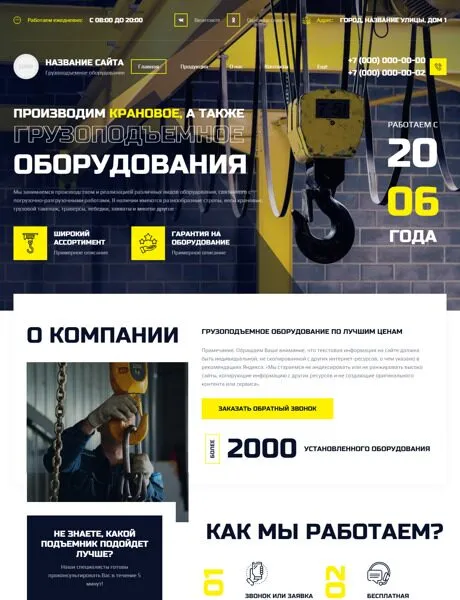 Работаем ежедневно: С 08:00 ДО 20:00
Вконтакте
Одноклассники
Адрес: ГОРОД, НАЗВАНИЕ УЛИЦЫ, ДОМ 1
НАЗВАНИЕ САЙТА
Грузоподъемное оборудование
Главная
Продукция
О нас
Контакты
Ещё
+7 (000) 000-00-00
+7 (000) 000-00-02
ПРОИЗВОДИМ КРАНОВОЕ, А ТАКЖЕ
ГРУЗОПОДЪЕМНОЕ
ОБОРУДОВАНИЯ
Мы занимаемся производством и реализацией различных видов оборудования, связанного с
погрузочно-разгрузочными работами. В наличии имеются разнообразные стропы, весы крановые,
грузовой такелаж, траверсы, лебедки, захваты и многое другое
ШИРОКИЙ
АССОРТИМЕНТ
Примерное описание
ГАРАНТИЯ НА
ОБОРУДОВАНИЕ
Примерное описание
РАБОТАЕМ С
20
06
ГОДА
О КОМПАНИИ
ГРУЗОПОДЪЕМНОЕ ОБОРУДОВАНИЕ ПО ЛУЧШИМ ЦЕНАМ
Примечание. Обращаем Ваше внимание, что текстовая информация на сайте должна
быть индивидуальной, не скопированной с других интернет-ресурсов, о чем указано в
рекомендациях Яндекса. «Мы стараемся не индексировать или не ранжировать высоко
сайты, копирующие информацию с других ресурсов и не создающие оригинального
контента или сервиса».
ЗАКАЗАТЬ ОБРАТНЫЙ ЗВОНОК
БОЛЕЕ
2000 УСТАНОВЛЕННОГО ОБОРУДОВАНИЯ
НЕ ЗНАЕТЕ, КАКОЙ
ПОДЪЕМНИК ПОДОЙДЕТ
ЛУЧШЕ?
Наши специалисты готовы
проконсультировать Вас в течение 5
минут!
КАК МЫ РАБОТАЕМ?
01
ЗВОНОК ИЛИ ЗАЯВКА
02
БЕСПЛАТНАЯ